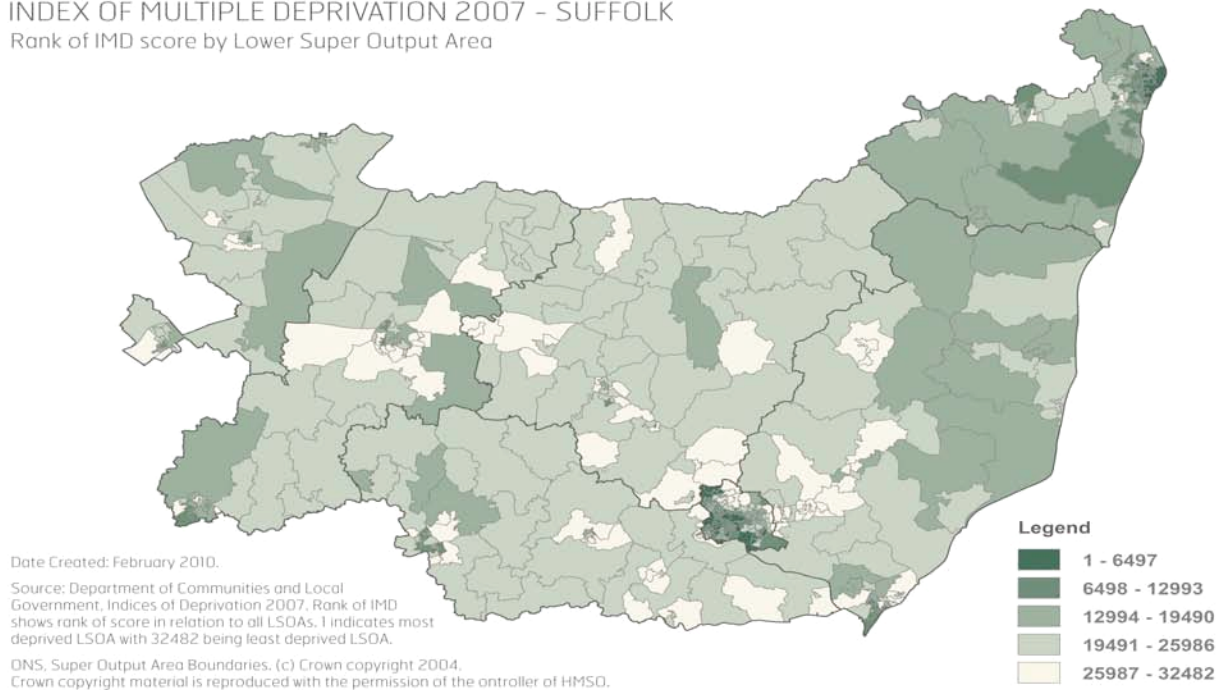 INDEX OF MULTIPLE DEPRIVATION 2007 - SUFFOLK
Rank of IMD score by Lower Super Output Area
Date Created: February 2010.
Source: Department of Communities and Local
Government, Indices of Deprivation 2007. Rank of IMD
shows rank of score in relation to all LSOAs. 1 indicates most
deprived LSOA with 32482 being least deprived LSOA.
ONS, Super Output Area Boundaries. (c) Crown copyright 2004.
Crown copyright material is reproduced with the permission of the ontroller of HMSO.
Legend
1 - 6497
6498 - 12993
12994 - 19490
19491 - 25986
25987 - 32482